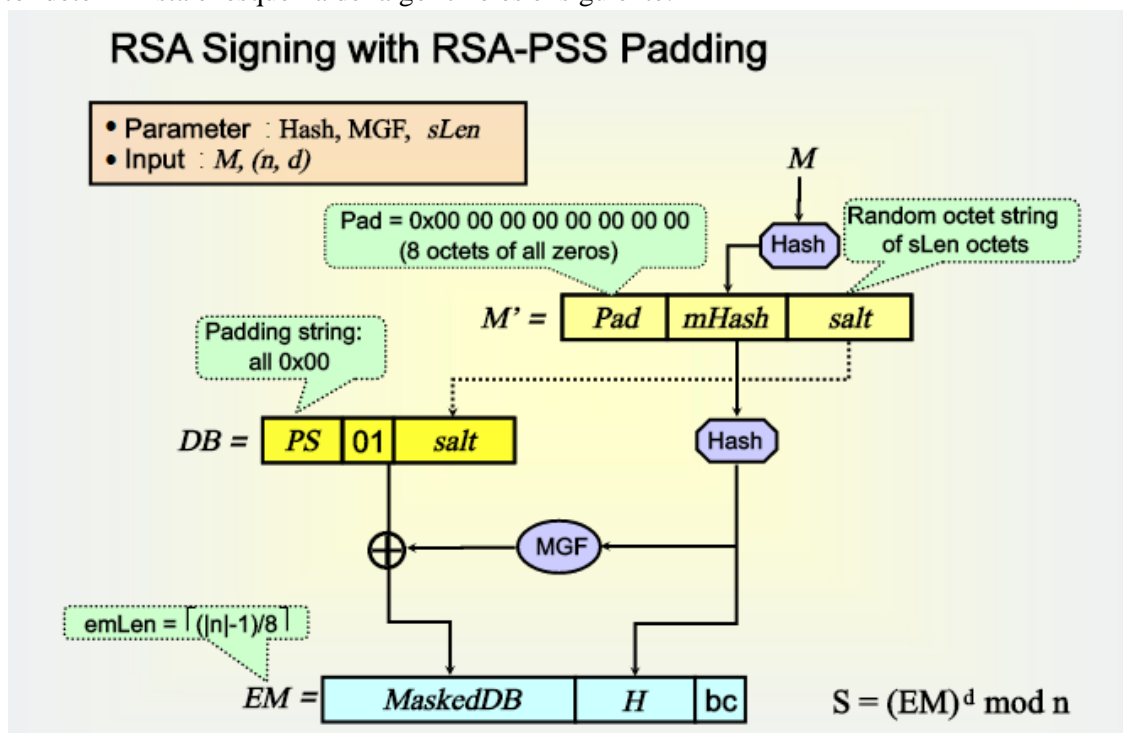 RSA Signing with RSA-PSS Padding
• Parameter : Hash, MGF, sLen
• Input : M, (n, d)
M
Pad = 0x00 00 00 00 00 00 00 00
(8 octets of all zeros)
Hash
Random octet string
of sLen octets
M’ = Pad mHash salt
Padding string:
all 0x00
DB = PS 01 salt
Hash
MGF
emLen = ⌈(|n|-1)/8⌉
EM = MaskedDB H bc
S = (EM)ᵈ mod n